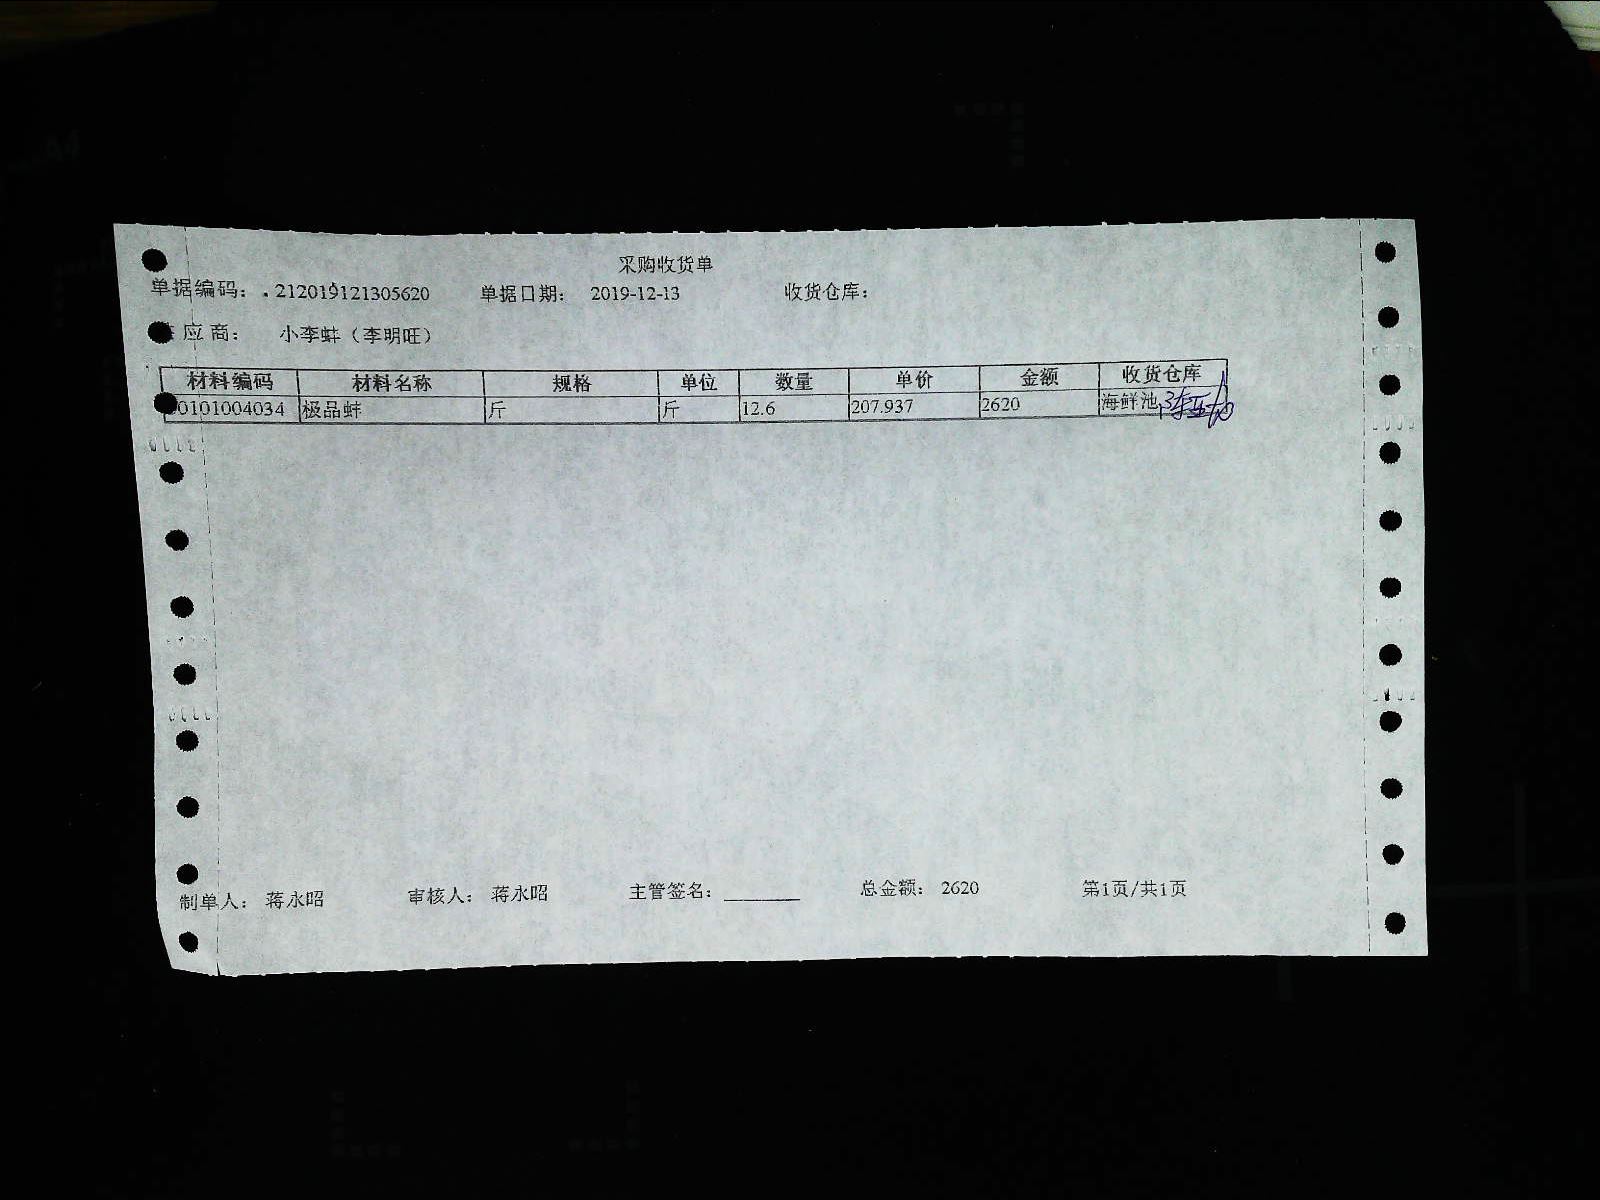 采购收货单
单据编码：.212019121305620 单据日期： 2019-12-13 收货仓库：
应商： 小李蚌（李明旺）
材料编码 材料名称 规格 单位 数量 单价 金额 收货仓库
0101004034 极品蚌 斤 斤 12.6 207.937 2620 海鲜池
制单人： 蒋永昭 审核人： 蒋永昭 主管签名： 总金额： 2620 第1页/共1页